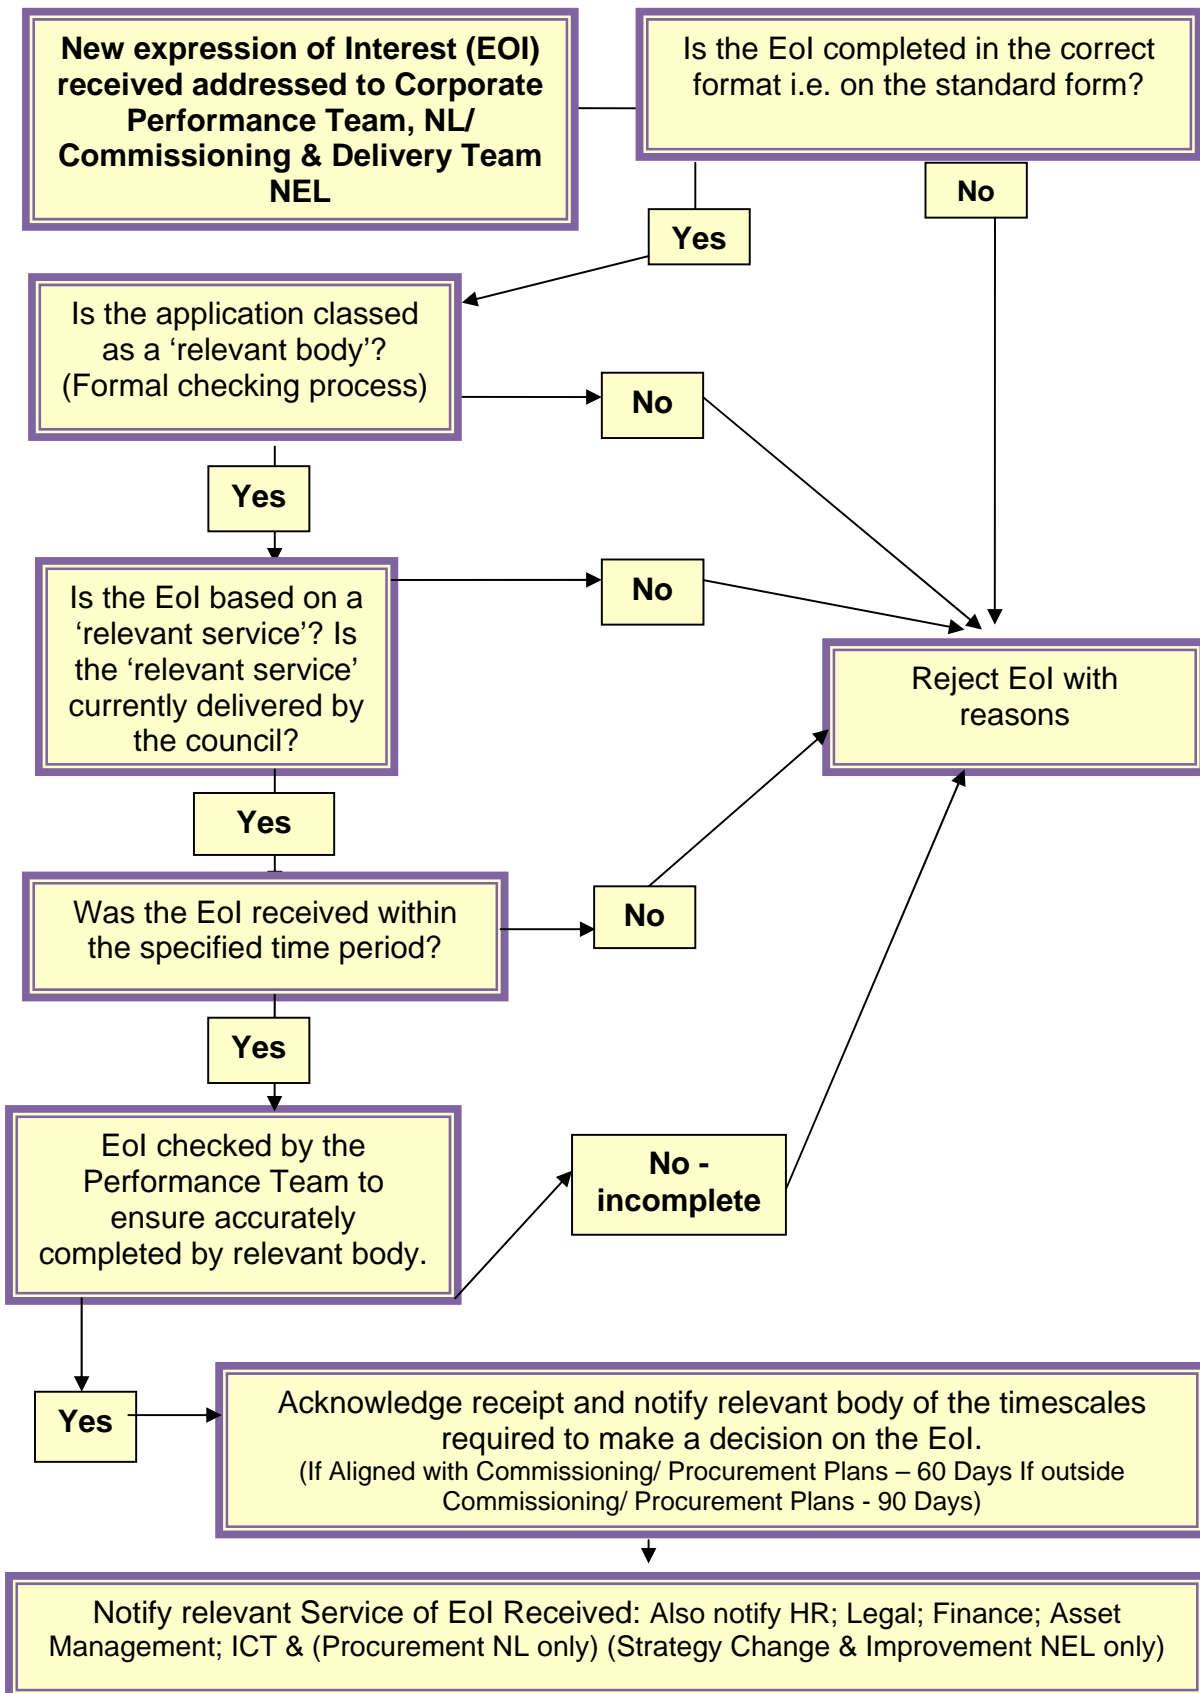 New expression of Interest (EOI)
received addressed to Corporate
Performance Team, NL/
Commissioning & Delivery Team
NEL
Is the EoI completed in the correct
format i.e. on the standard form?
Yes
No
Is the application classed
as a ‘relevant body’?
(Formal checking process)
No
Yes
Is the EoI based on a
‘relevant service’? Is
the ‘relevant service’
currently delivered by
the council?
No
Reject EoI with
reasons
Yes
Was the EoI received within
the specified time period?
No
Yes
EoI checked by the
Performance Team to
ensure accurately
completed by relevant body.
No -
incomplete
Yes
Acknowledge receipt and notify relevant body of the timescales
required to make a decision on the EoI.
(If Aligned with Commissioning/ Procurement Plans – 60 Days If outside
Commissioning/ Procurement Plans - 90 Days)
Notify relevant Service of EoI Received: Also notify HR; Legal; Finance; Asset
Management; ICT & (Procurement NL only) (Strategy Change & Improvement NEL only)